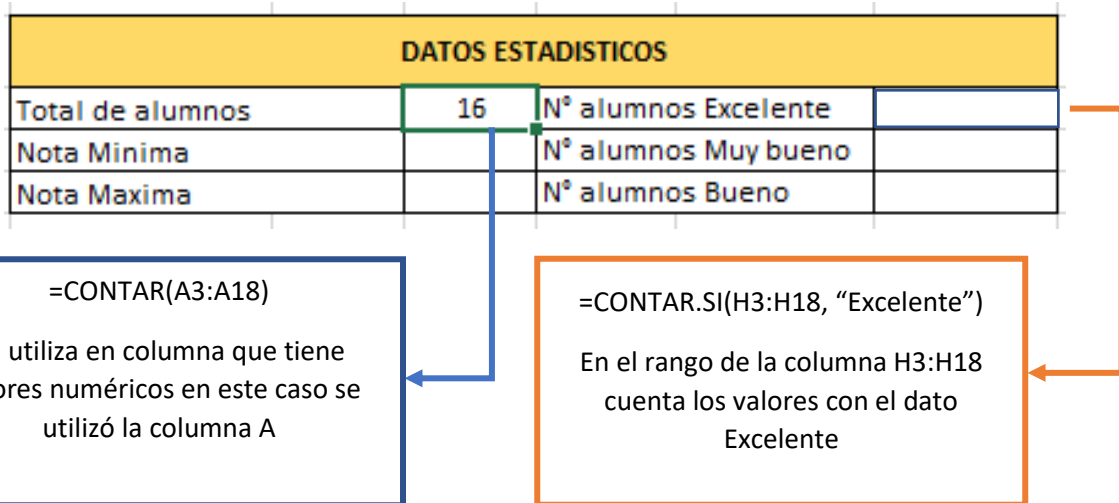 DATOS ESTADISTICOS
Total de alumnos 16 N° alumnos Excelente
Nota Minima N° alumnos Muy bueno
Nota Maxima N° alumnos Bueno
=CONTAR(A3:A18)
utiliza en columna que tiene
ores numéricos en este caso se
utilizó la columna A
=CONTAR.SI(H3:H18, “Excelente”)
En el rango de la columna H3:H18
cuenta los valores con el dato
Excelente